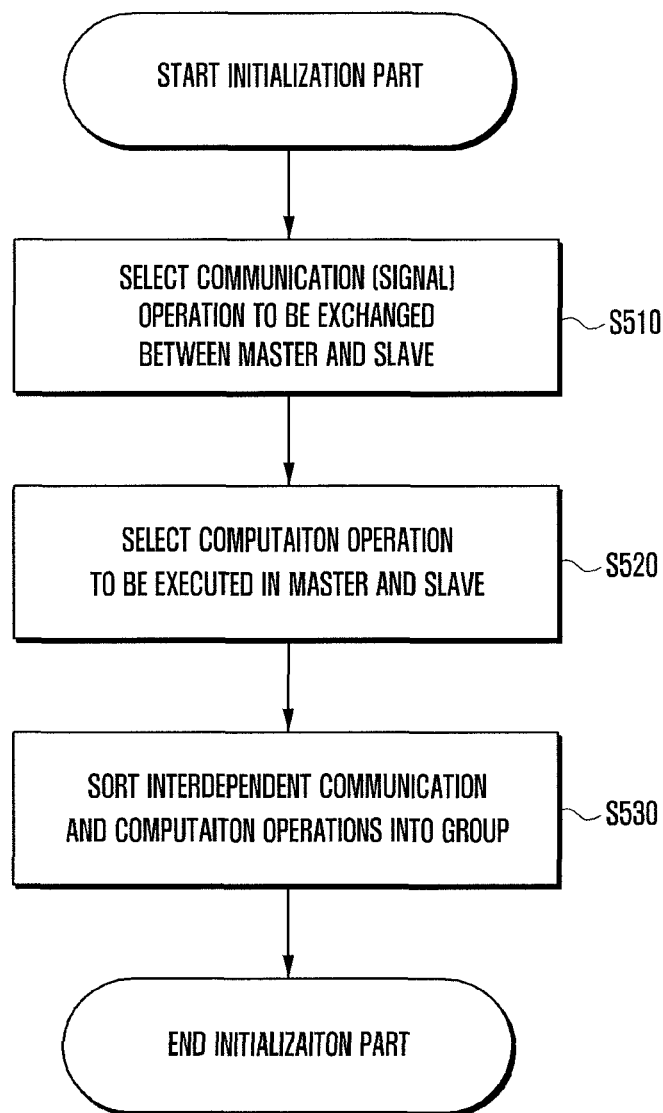 START INITIALIZATION PART
SELECT COMMUNICATION (SIGNAL)
OPERATION TO BE EXCHANGED
BETWEEN MASTER AND SLAVE
S510
SELECT COMPUTAITON OPERATION
TO BE EXECUTED IN MASTER AND SLAVE
S520
SORT INTERDEPENDENT COMMUNICATION
AND COMPUTAITON OPERATIONS INTO GROUP
S530
END INITIALIZAITON PART